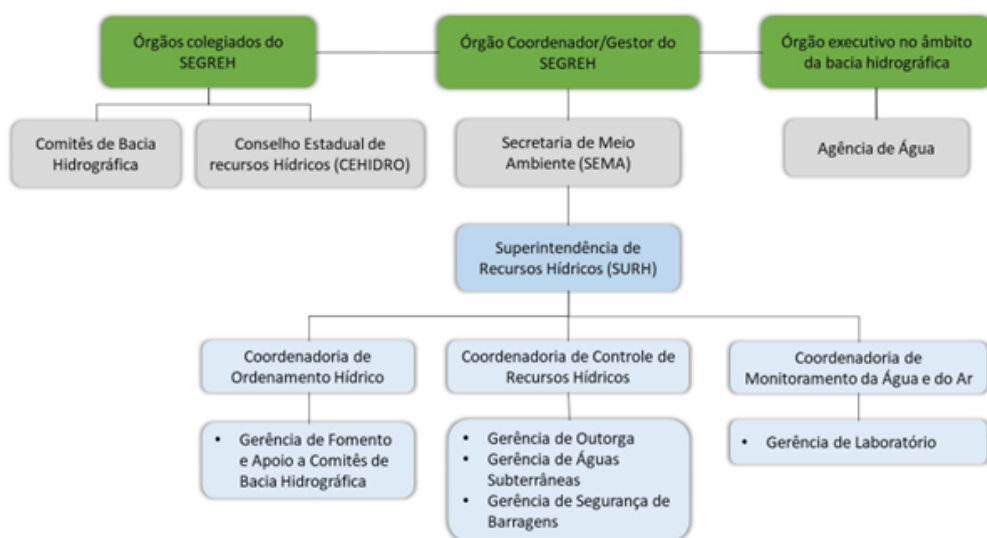 Órgãos colegiados do
SEGREH
Órgão Coordenador/Gestor do
SEGREH
Órgão executivo no âmbito
da bacia hidrográfica
Comitês de Bacia
Hidrográfica
Conselho Estadual de
recursos Hídricos (CEHIDRO)
Secretaria de Meio
Ambiente (SEMA)
Agência de Água
Superintendência de
Recursos Hídricos (SURH)
Coordenadoria de
Ordenamento Hídrico
Coordenadoria de Controle de
Recursos Hídricos
Coordenadoria de
Monitoramento da Água e do Ar
• Gerência de Fomento
e Apoio a Comitês de
Bacia Hidrográfica
• Gerência de Outorga
• Gerência de Águas
Subterrâneas
• Gerência de Segurança de
Barragens
• Gerência de Laboratório